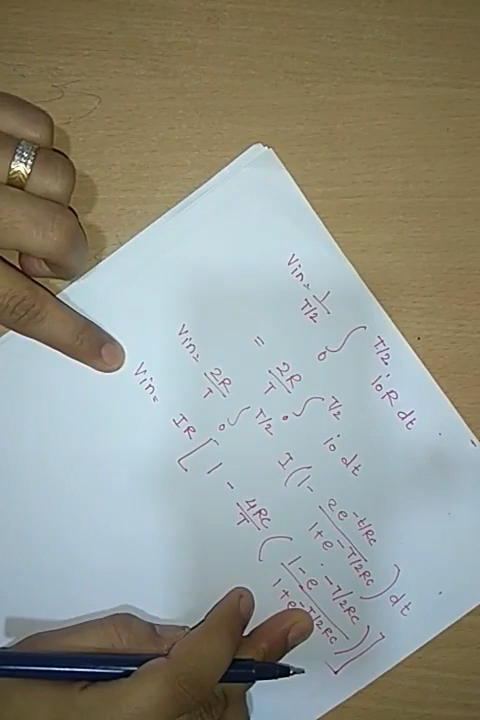 Vin = 1/(T/2) ∫₀^(T/2) i₀R dt
= 2R/T ∫₀^(T/2) i₀ dt
Vin = 2R/T ∫₀^(T/2) I (1 - 2e^(-t/RC) / 1+e^(-T/2RC)) dt
Vin = IR [1 - 4RC/T (1-e^(-T/2RC) / 1+e^(-T/2RC))]